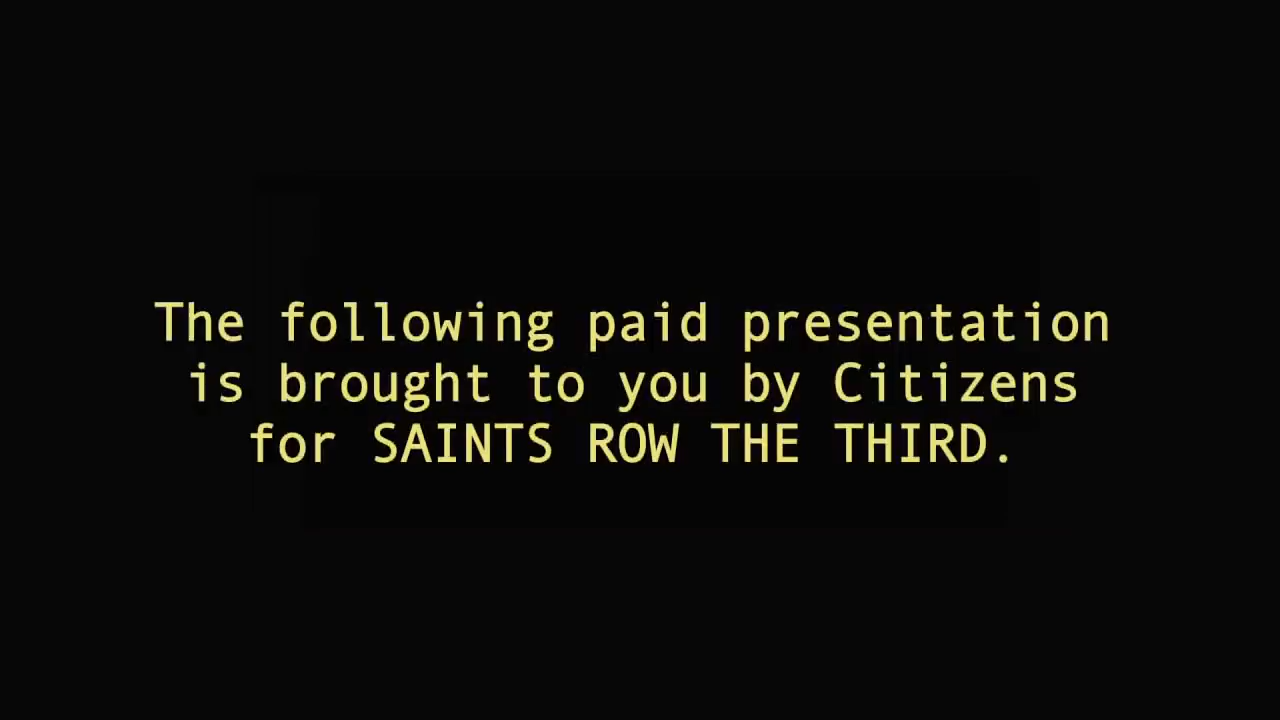 The following paid presentation
is brought to you by Citizens
for SAINTS ROW THE THIRD.